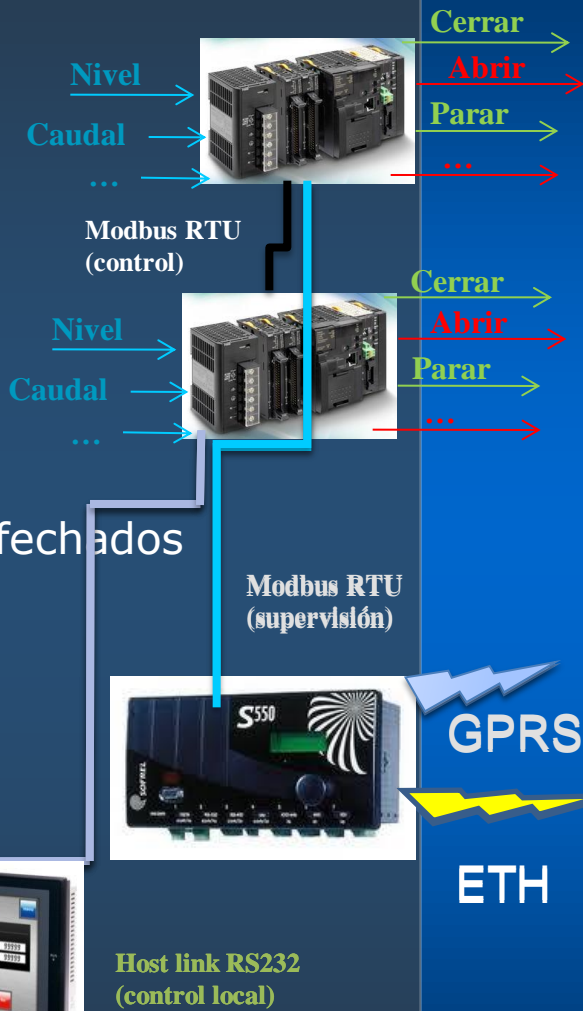 Cerrar
Nivel
Abrir
Caudal
Parar
...
...
Modbus RTU
(control)
Cerrar
Nivel
Abrir
Caudal
Parar
...
...
fechados
Modbus RTU
(supervisión)
S550
SOFREL
GPRS
ETH
Host link RS232
(control local)